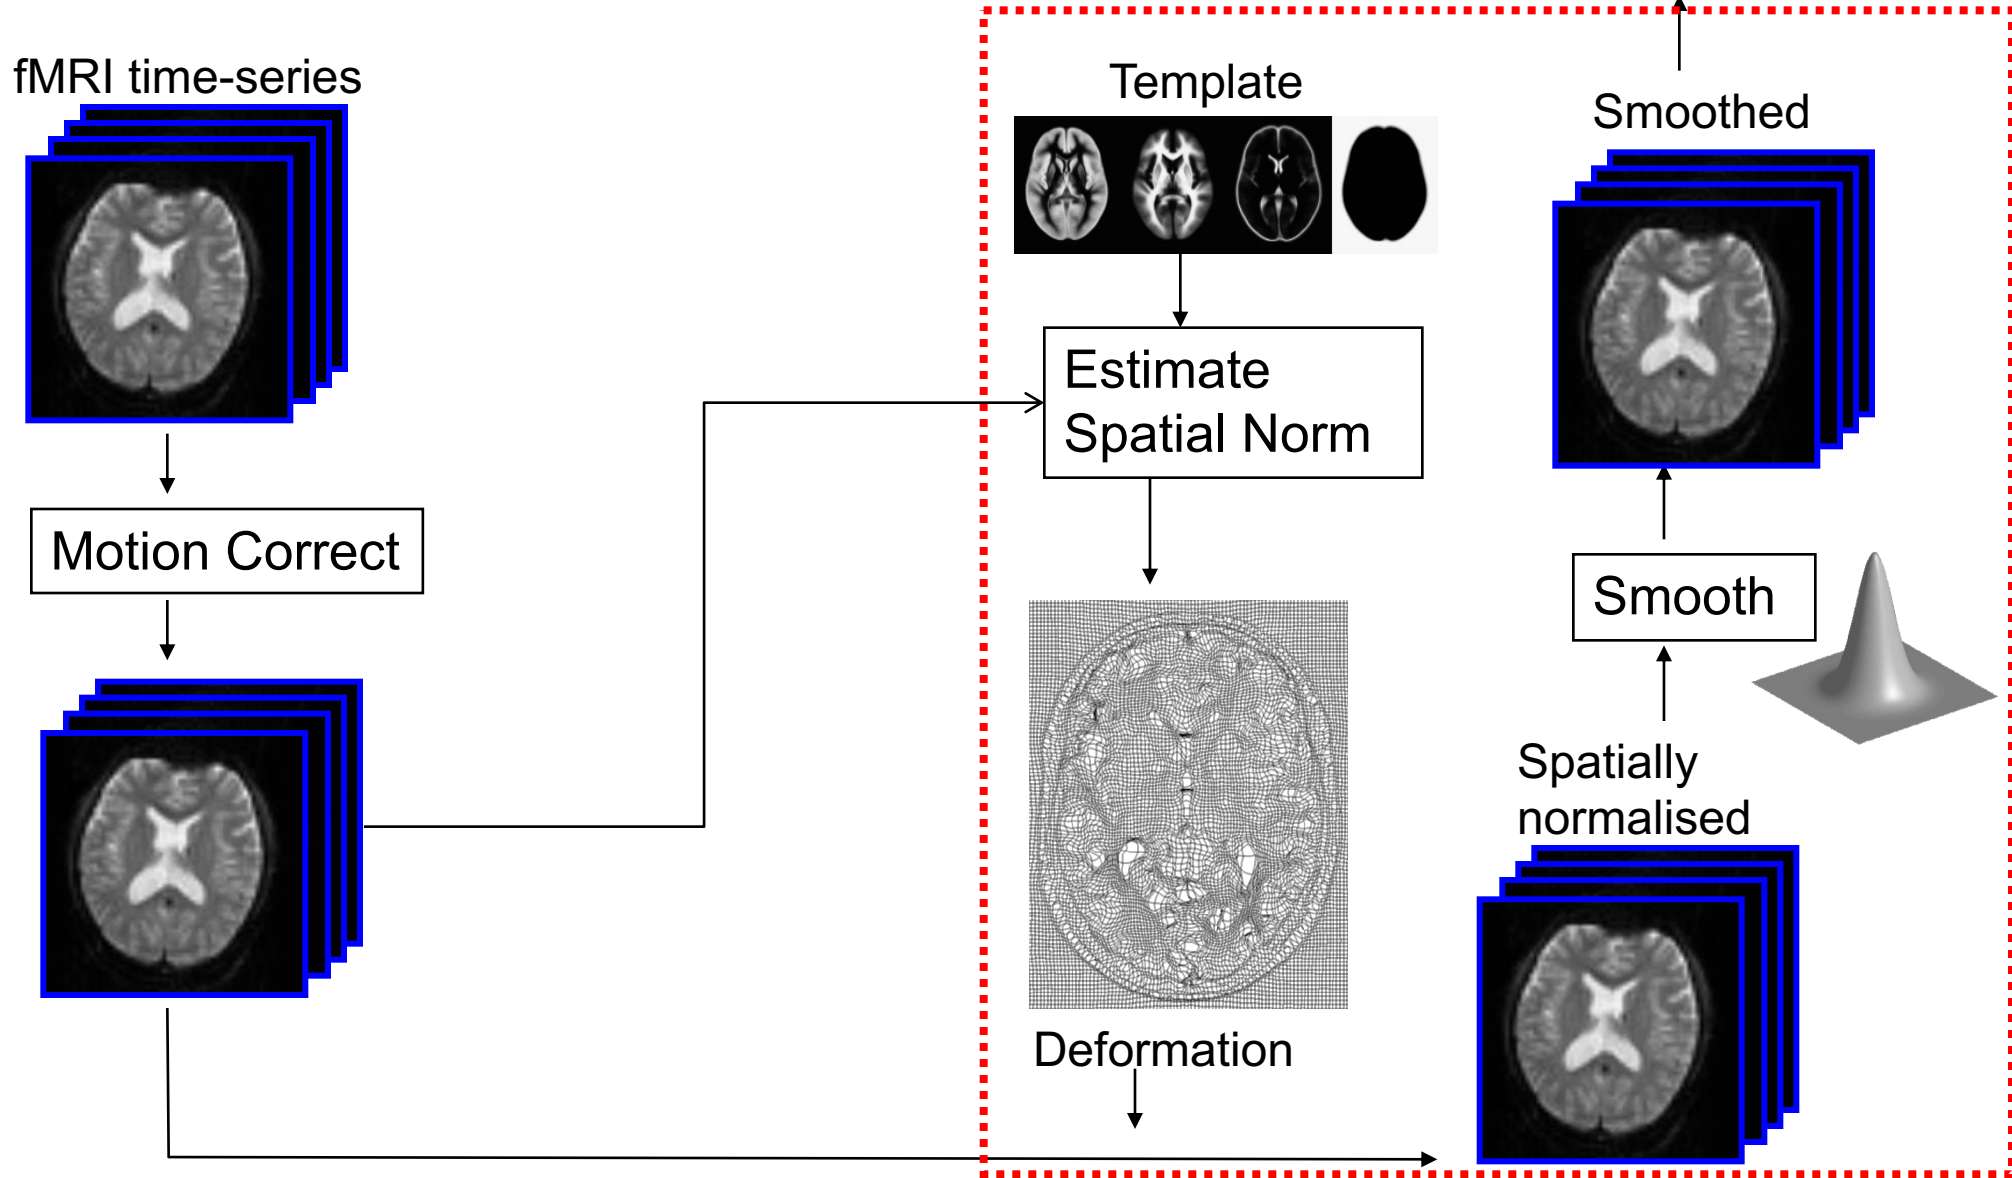 fMRI time-series
Motion Correct
Template
Estimate
Spatial Norm
Deformation
Smoothed
Smooth
Spatially
normalised